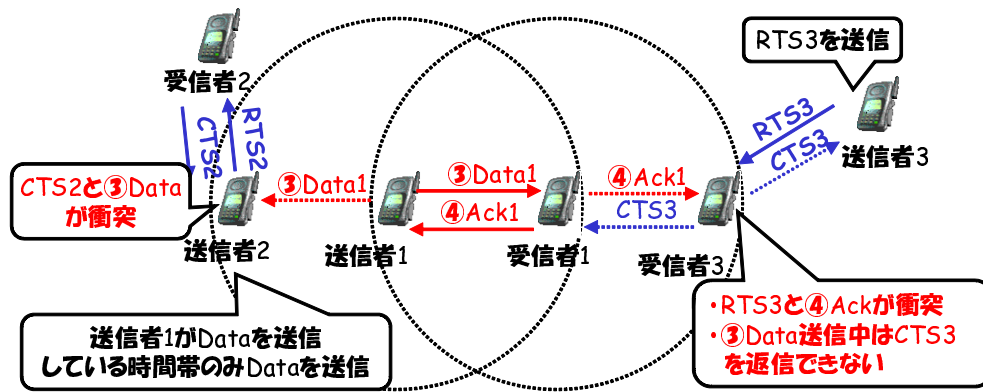 RTS3を送信
受信者2
RTS3
CTS3
送信者3
CTS2
RTS2
CTS2と③Data
が衝突
③Data1
③Data1
④Ack1
④Ack1
CTS3
送信者2
送信者1
受信者1
受信者3
送信者1がDataを送信
している時間帯のみDataを送信
・RTS3と④Ackが衝突
・③Data送信中はCTS3
を返信できない